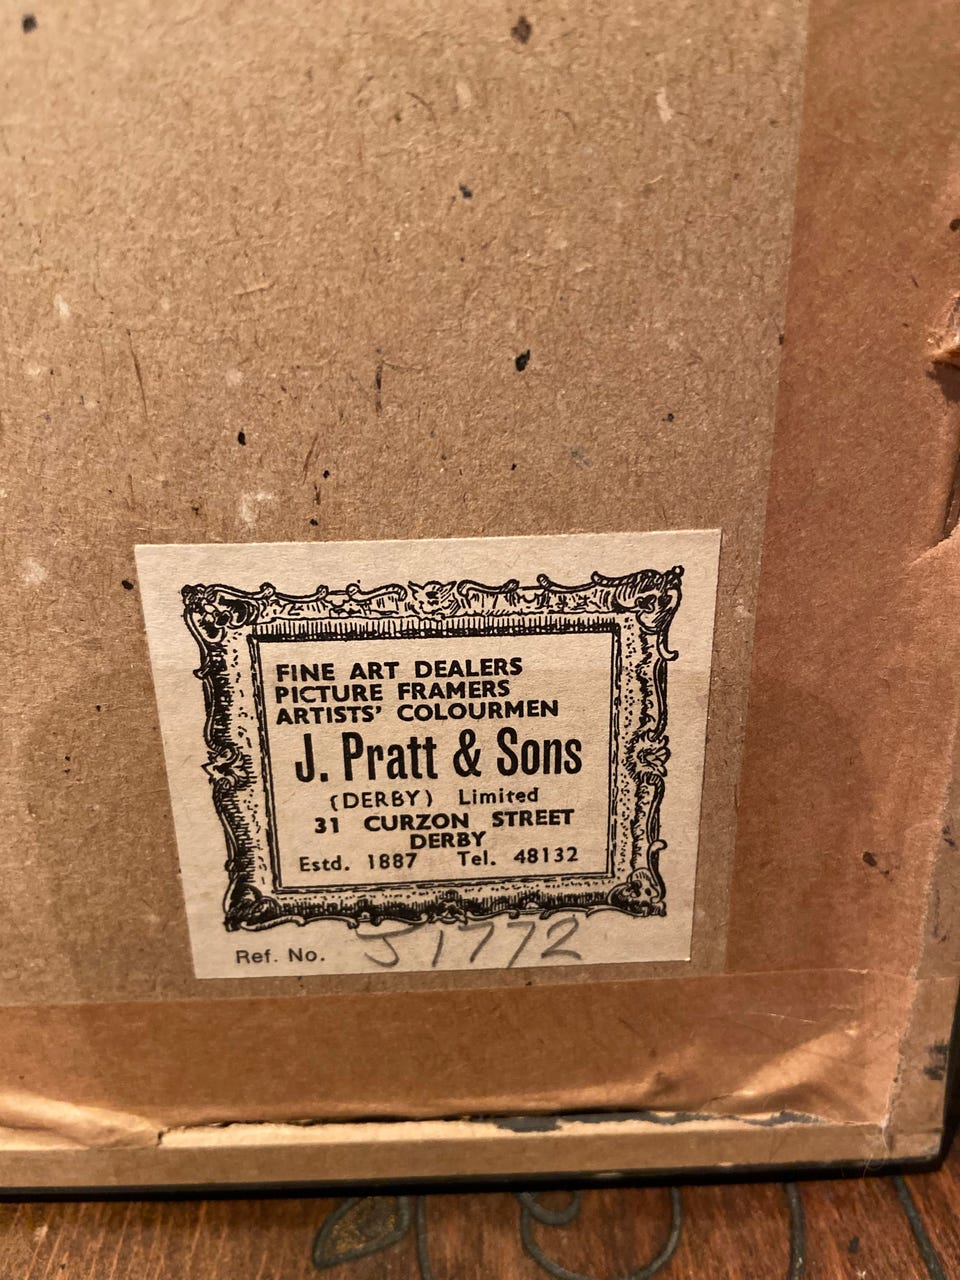 FINE ART DEALERS
PICTURE FRAMERS
ARTISTS' COLOURMEN
J. Pratt & Sons
(DERBY) Limited
31 CURZON STREET
DERBY
Estd. 1887 Tel. 48132
Ref. No. J1772